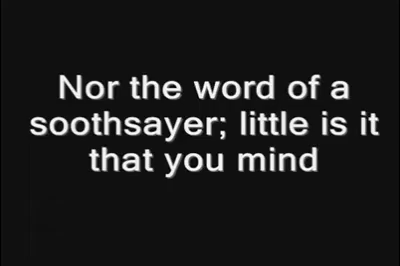 Nor the word of a
soothsayer; little is it
that you mind